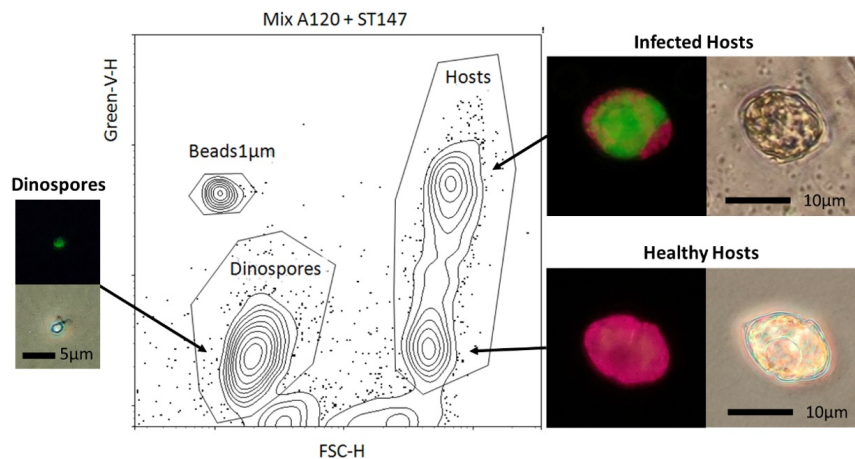 Mix A120 + ST147
Green-V-H
Hosts
Beads1µm
Dinospores
FSC-H
Dinospores
5µm
Infected Hosts
10µm
Healthy Hosts
10µm